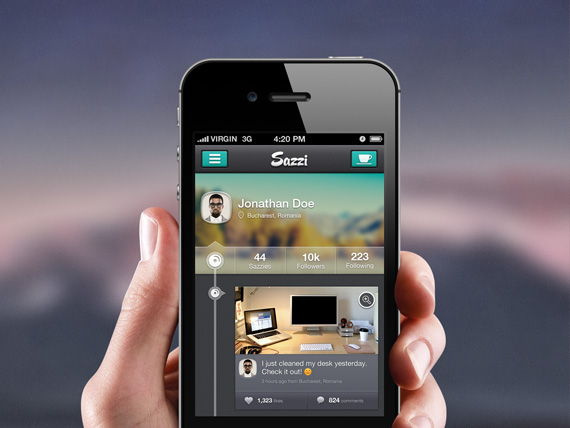 VIRGIN 3G 4:20 PM
Sazzi
Jonathan Doe
Bucharest, Romania
44 10k 223
Sazzies Followers Following
I just cleaned my desk yesterday.
Check it out! 😊
3 hours ago from Bucharest, Romania
1,323 likes 824 comments